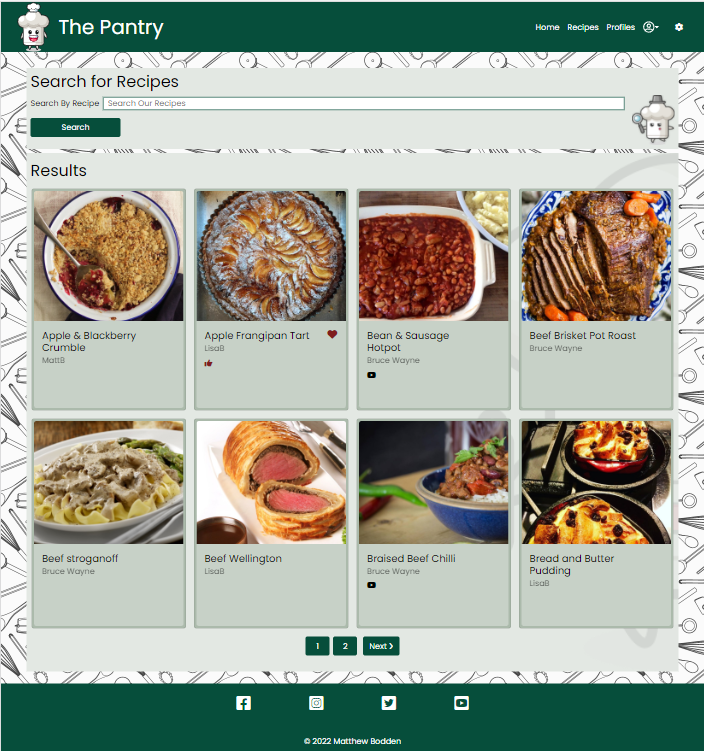 The Pantry
Home Recipes Profiles
Search for Recipes
Search By Recipe Search Our Recipes
Search
Results
Apple & Blackberry
Crumble
MattB
Apple Frangipan Tart
LisaB
Bean & Sausage
Hotpot
Bruce Wayne
Beef Brisket Pot Roast
Bruce Wayne
Beef stroganoff
Bruce Wayne
Beef Wellington
LisaB
Braised Beef Chilli
Bruce Wayne
Bread and Butter
Pudding
LisaB
1 2 Next
© 2022 Matthew Bodden